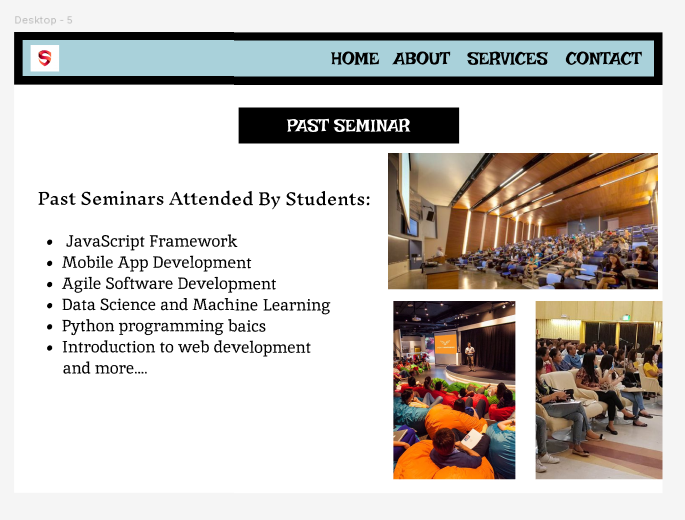 Desktop - 5
S
HOME ABOUT SERVICES CONTACT
PAST SEMINAR
Past Seminars Attended By Students:
• JavaScript Framework
• Mobile App Development
• Agile Software Development
• Data Science and Machine Learning
• Python programming baics
• Introduction to web development
and more....